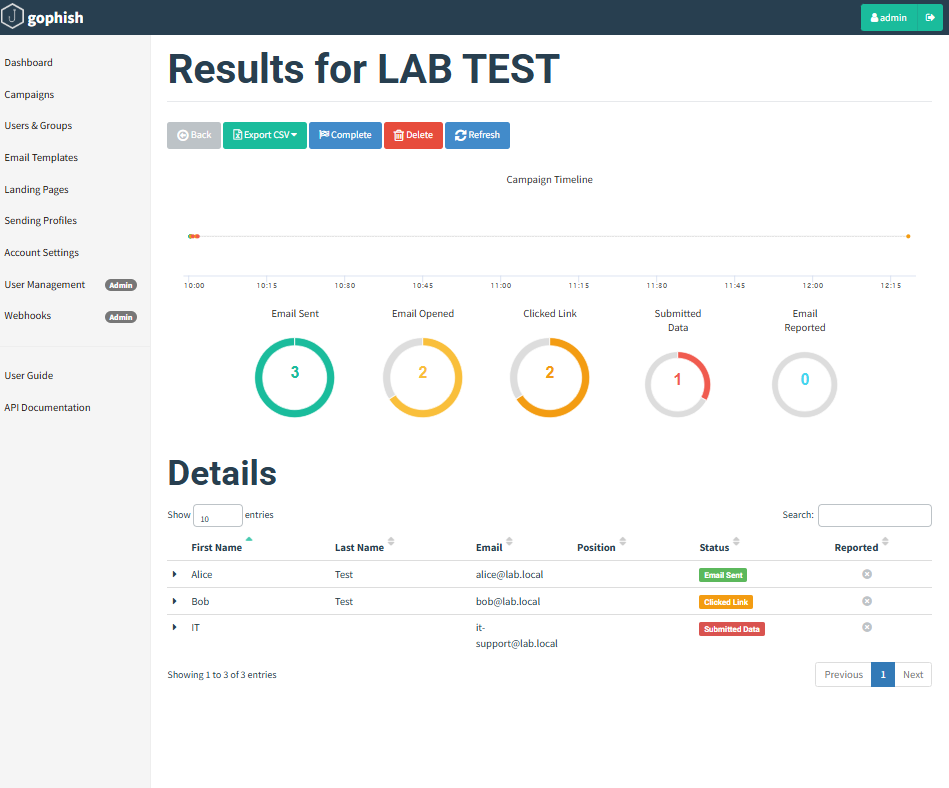 gophish
admin
Dashboard
Campaigns
Users & Groups
Email Templates
Landing Pages
Sending Profiles
Account Settings
User Management Admin
Webhooks Admin
User Guide
API Documentation
Results for LAB TEST
Back Export CSV Complete Delete Refresh
Campaign Timeline
10:00 10:15 10:30 10:45 11:00 11:15 11:30 11:45 12:00 12:15
Email Sent Email Opened Clicked Link Submitted Data Email Reported
3 2 2 1 0
Details
Show 10 entries Search:
First Name Last Name Email Position Status Reported
Alice Test alice@lab.local Email Sent
Bob Test bob@lab.local Clicked Link
IT it- Submitted Data
support@lab.local
Showing 1 to 3 of 3 entries Previous 1 Next